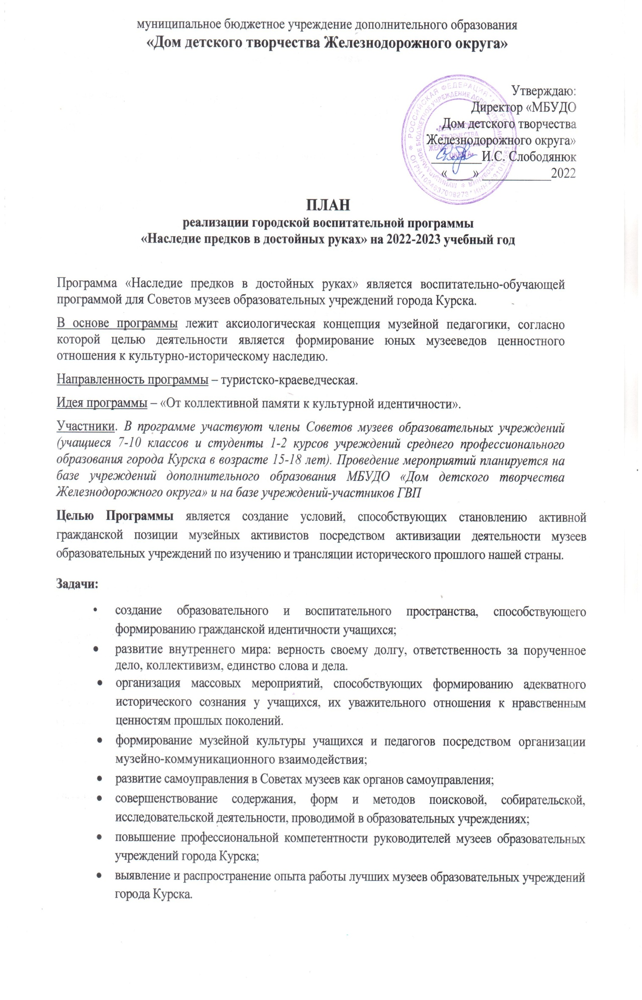 муниципальное бюджетное учреждение дополнительного образования
«Дом детского творчества Железнодорожного округа»
Утверждаю:
Директор «МБУДО
Дом детского творчества
Железнодорожного округа»
________И.С. Слободянюк
«____» ___________2022
ПЛАН
реализации городской воспитательной программы
«Наследие предков в достойных руках» на 2022-2023 учебный год
Программа «Наследие предков в достойных руках» является воспитательно-обучающей
программой для Советов музеев образовательных учреждений города Курска.
В основе программы лежит аксиологическая концепция музейной педагогики, согласно
которой целью деятельности является формирование юных музееведов ценностного
отношения к культурно-историческому наследию.
Направленность программы – туристско-краеведческая.
Идея программы – «От коллективной памяти к культурной идентичности».
Участники. В программе участвуют члены Советов музеев образовательных учреждений
(учащиеся 7-10 классов и студенты 1-2 курсов учреждений среднего профессионального
образования города Курска в возрасте 15-18 лет). Проведение мероприятий планируется на
базе учреждений дополнительного образования МБУДО «Дом детского творчества
Железнодорожного округа» и на базе учреждений-участников ГВП
Целью Программы является создание условий, способствующих становлению активной
гражданской позиции музейных активистов посредством активизации деятельности музеев
образовательных учреждений по изучению и трансляции исторического прошлого нашей страны.
Задачи:
• создание образовательного и воспитательного пространства, способствующего
формированию гражданской идентичности учащихся;
• развитие внутреннего мира: верность своему долгу, ответственность за порученное
дело, коллективизм, единство слова и дела.
• организация массовых мероприятий, способствующих формированию адекватного
исторического сознания у учащихся, их уважительного отношения к нравственным
ценностям прошлых поколений.
• формирование музейной культуры учащихся и педагогов посредством организации
музейно-коммуникационного взаимодействия;
• развитие самоуправления в Советах музеев как органов самоуправления;
• совершенствование содержания, форм и методов поисковой, собирательской,
исследовательской деятельности, проводимой в образовательных учреждениях;
• повышение профессиональной компетентности руководителей музеев образовательных
учреждений города Курска;
• выявление и распространение опыта работы лучших музеев образовательных учреждений
города Курска.